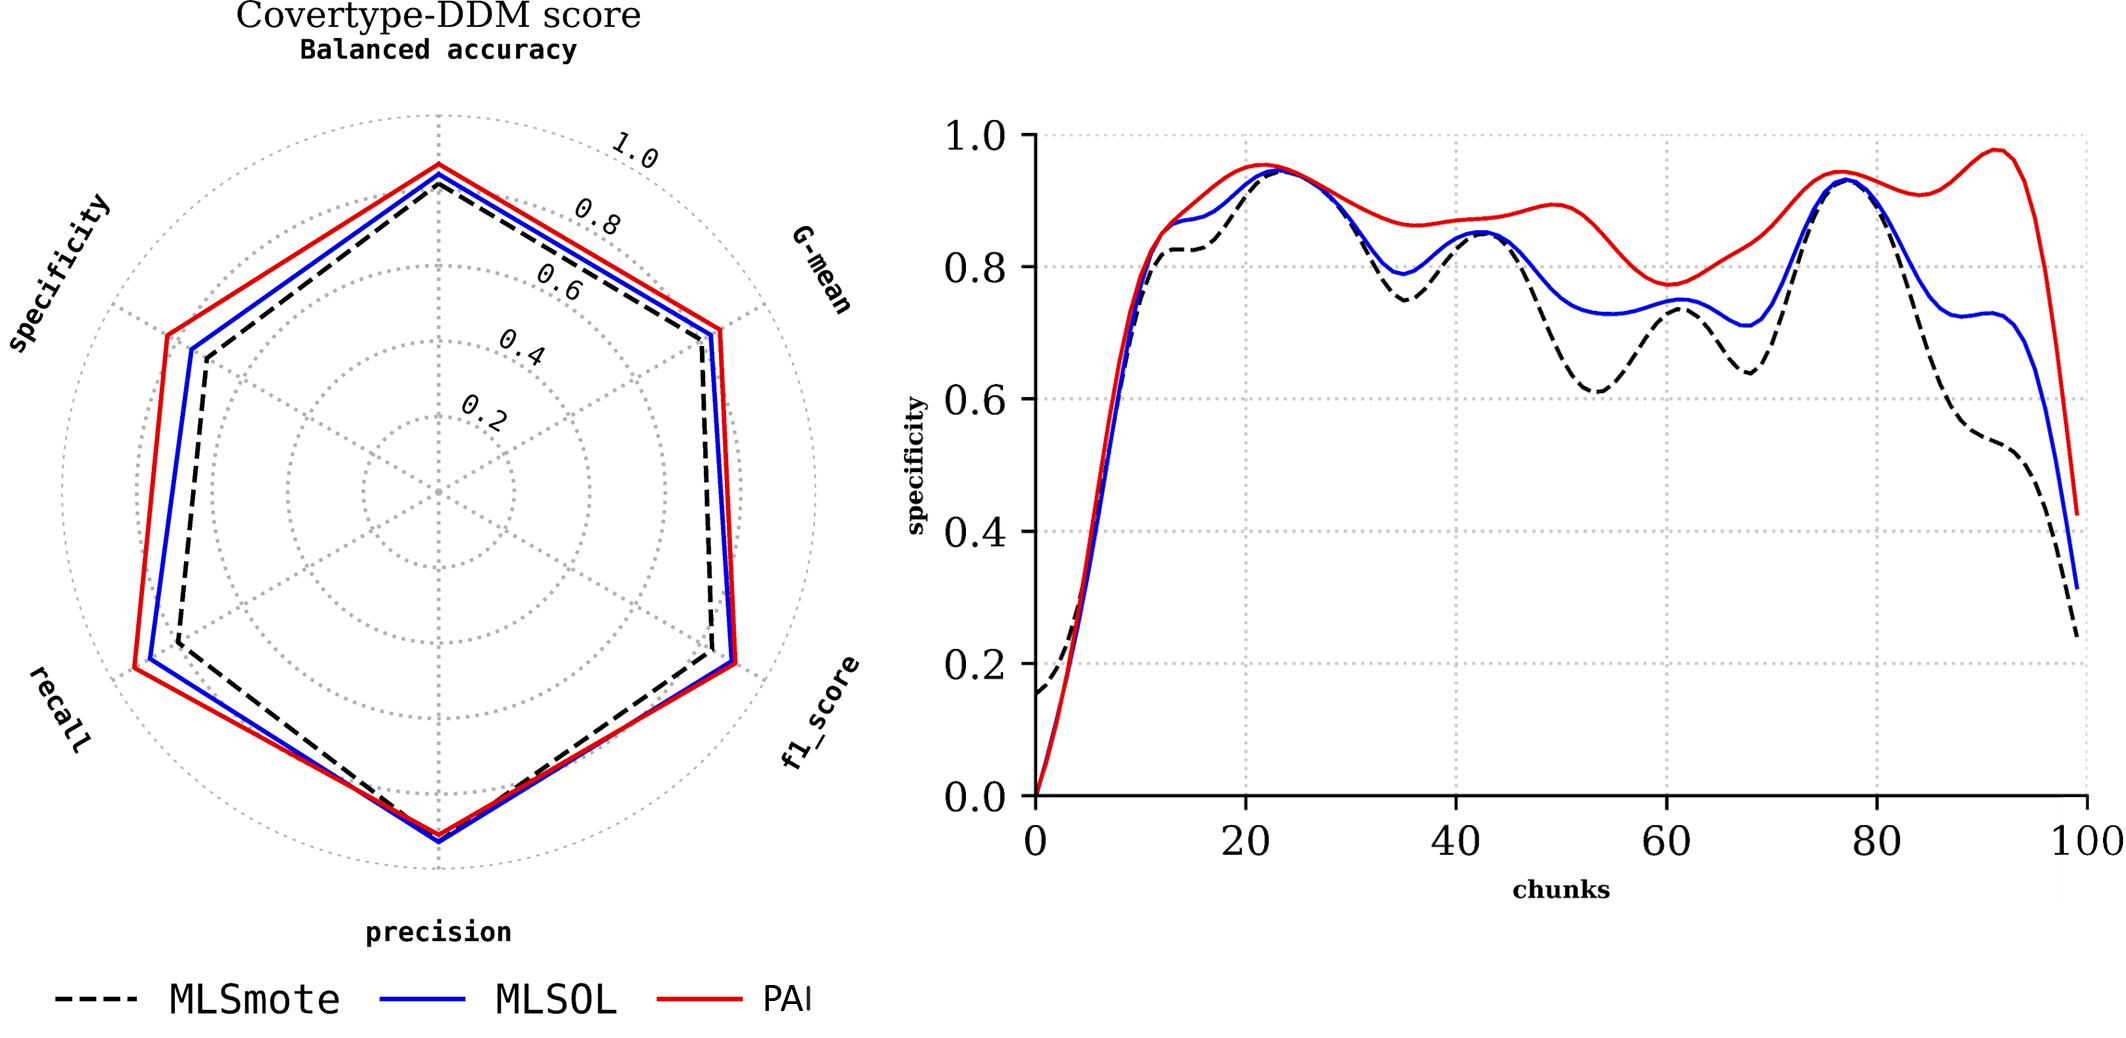 Covertype-DDM score
Balanced accuracy
G-mean
f1_score
precision
recall
specificity
1.0
0.8
0.6
0.4
0.2
MLSmote
MLSOL
PAI
1.0
0.8
0.6
0.4
0.2
0.0
specificity
0 20 40 60 80 100
chunks